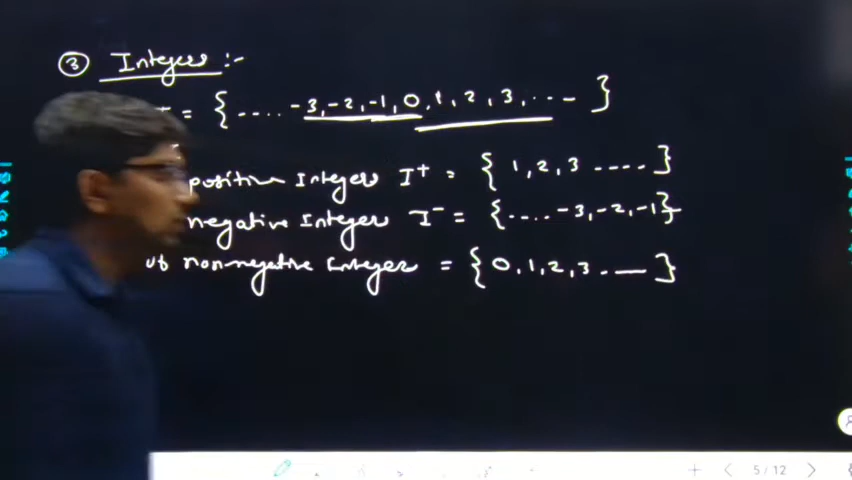 ③ Integers :-
= { .... -3, -2, -1, 0, 1, 2, 3, .... }
positive Integers I⁺ = { 1, 2, 3 ..... }
negative Integer I⁻ = { .... -3, -2, -1 }
of non-negative Integer = { 0, 1, 2, 3 .... }
5/12